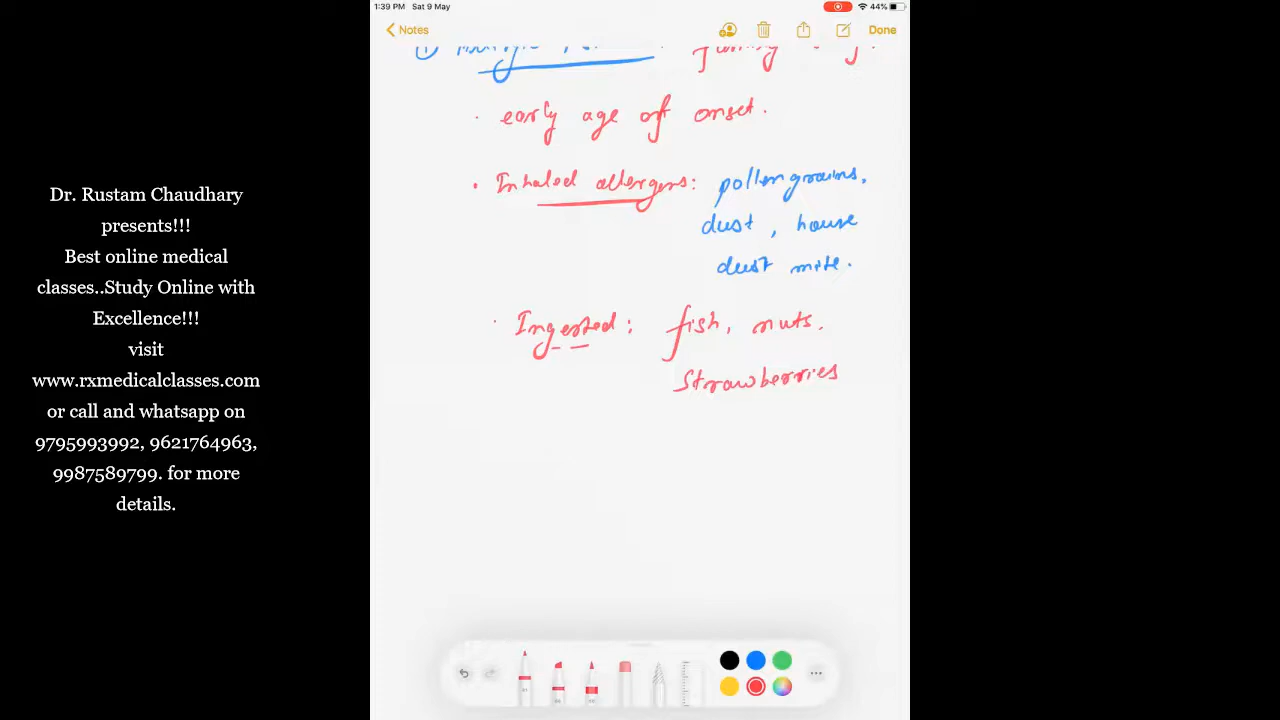 1:39 PM Sat 9 May
44%
Notes
Done
early age of onset.
Inhaled allergens: pollengrains,
dust, house
dust mite.
Ingested: fish, nuts.
Strawberries
Dr. Rustam Chaudhary
presents!!!
Best online medical
classes..Study Online with
Excellence!!!
visit
www.rxmedicalclasses.com
or call and whatsapp on
9795993992, 9621764963,
9987589799. for more
details.